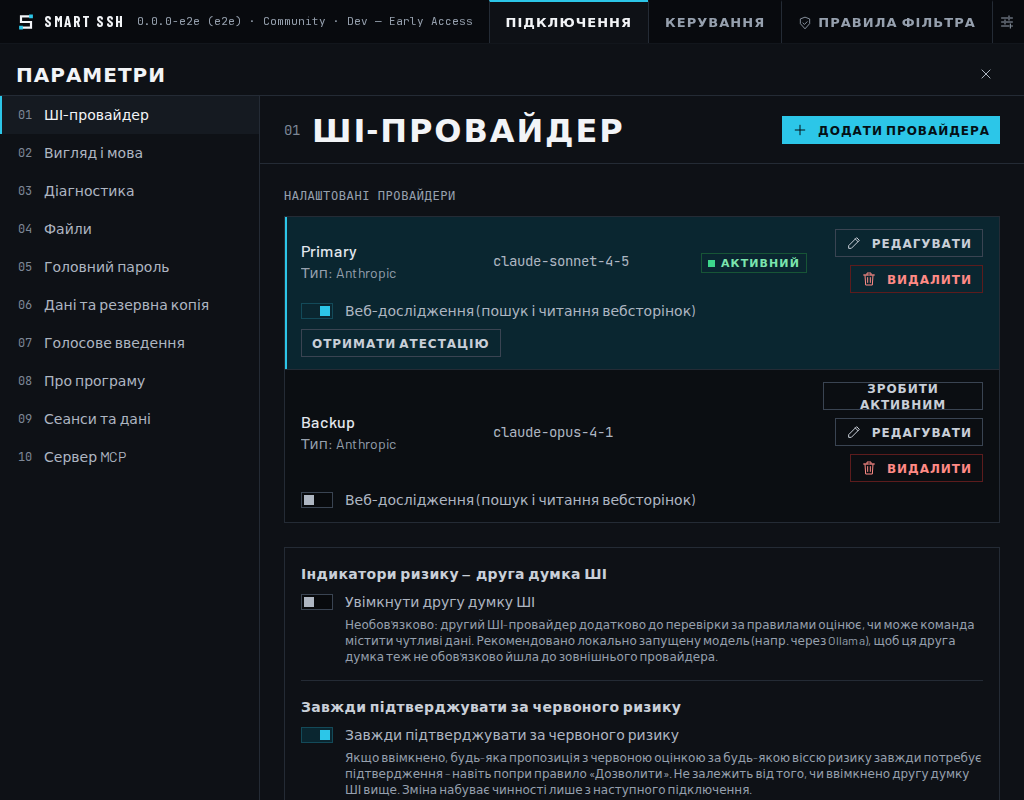 SMART SSH 0.0.0-e2e (e2e) · Community · Dev — Early Access ПІДКЛЮЧЕННЯ КЕРУВАННЯ ПРАВИЛА ФІЛЬТРА
ПАРАМЕТРИ
01 ШІ-провайдер
02 Вигляд і мова
03 Діагностика
04 Файли
05 Головний пароль
06 Дані та резервна копія
07 Голосове введення
08 Про програму
09 Сеанси та дані
10 Сервер MCP
01 ШІ-ПРОВАЙДЕР
ДОДАТИ ПРОВАЙДЕРА
НАЛАШТОВАНІ ПРОВАЙДЕРИ
Primary
Тип: Anthropic
claude-sonnet-4-5
АКТИВНИЙ
РЕДАГУВАТИ
ВИДАЛИТИ
Веб-дослідження (пошук і читання вебсторінок)
ОТРИМАТИ АТЕСТАЦІЮ
Backup
Тип: Anthropic
claude-opus-4-1
ЗРОБИТИ
АКТИВНИМ
РЕДАГУВАТИ
ВИДАЛИТИ
Веб-дослідження (пошук і читання вебсторінок)
Індикатори ризику – друга думка ШІ
Увімкнути другу думку ШІ
Необов'язково: другий ШІ-провайдер додатково до перевірки за правилами оцінює, чи може команда
містити чутливі дані. Рекомендовано локально запущену модель (напр. через Ollama), щоб ця друга
думка теж не обов'язково йшла до зовнішнього провайдера.
Завжди підтверджувати за червоного ризику
Завжди підтверджувати за червоного ризику
Якщо ввімкнено, будь-яка пропозиція з червоною оцінкою за будь-якою віссю ризику завжди потребує
підтвердження – навіть попри правило «Дозволити». Не залежить від того, чи ввімкнено другу думку
ШІ вище. Зміна набуває чинності лише з наступного підключення.